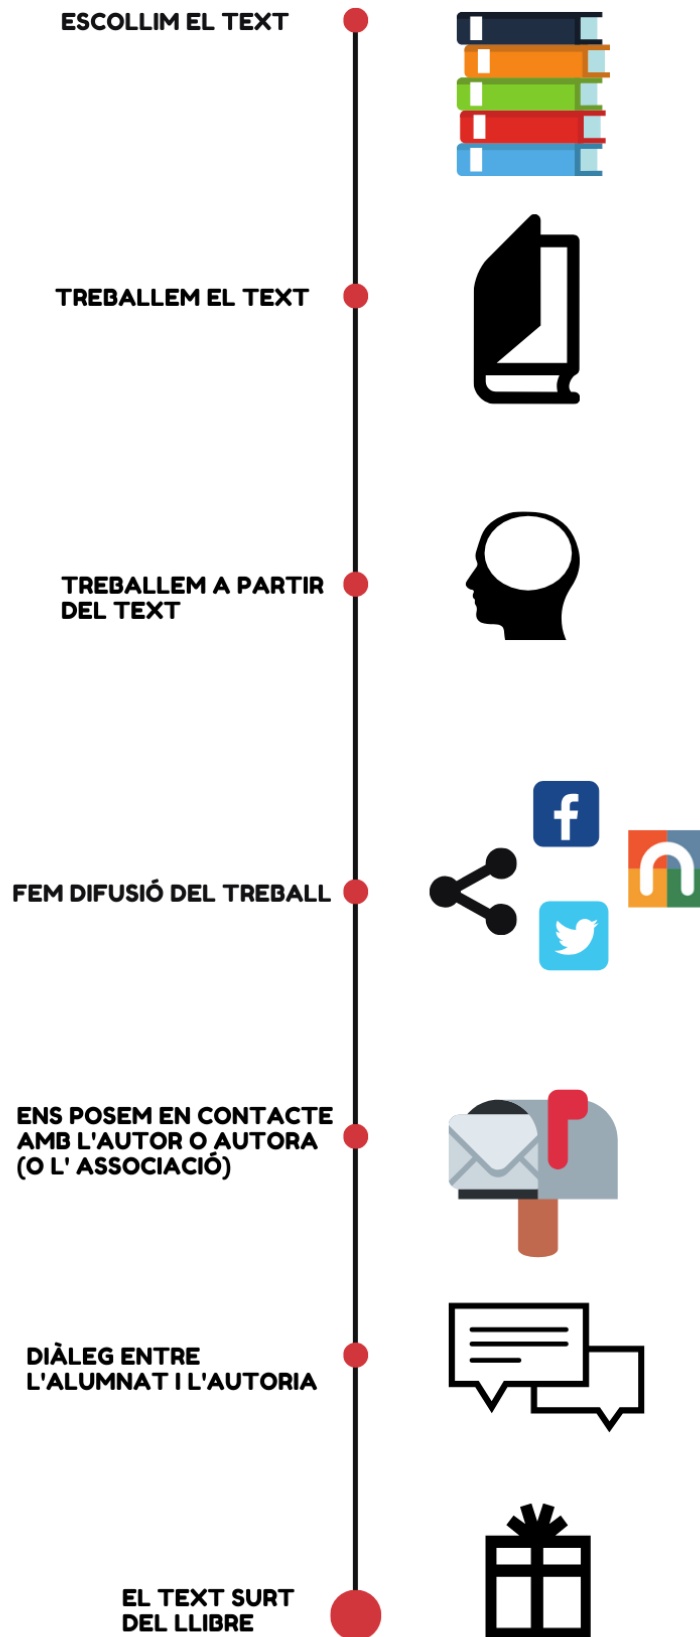 ESCOLLIM EL TEXT
TREBALLEM EL TEXT
TREBALLEM A PARTIR
DEL TEXT
FEM DIFUSIÓ DEL TREBALL
ENS POSEM EN CONTACTE
AMB L'AUTOR O AUTORA
(O L' ASSOCIACIÓ)
DIÀLEG ENTRE
L'ALUMNAT I L'AUTORIA
EL TEXT SURT
DEL LLIBRE